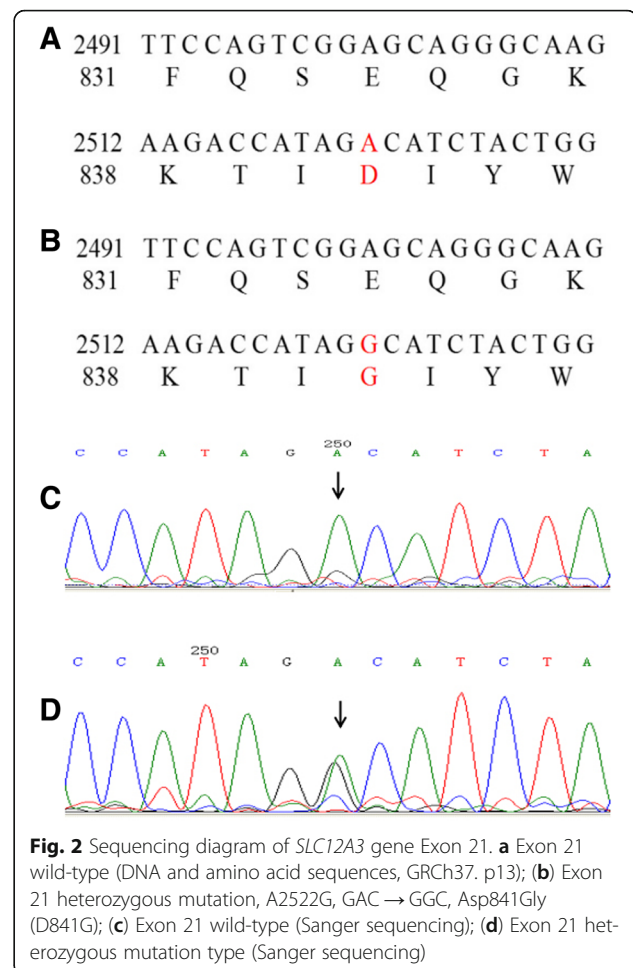 A
2491 TTCCAGTCGGAGCAGGGCAAG
831 F Q S E Q G K
2512 AAGACCATAGACATCTACTGG
838 K T I D I Y W
B
2491 TTCCAGTCGGAGCAGGGCAAG
831 F Q S E Q G K
2512 AAGACCATAGGCATCTACTGG
838 K T I G I Y W
250
C C A T A G A C A T C T A
C
250
C C A T A G A C A T C T A
D
Fig. 2 Sequencing diagram of SLC12A3 gene Exon 21. a Exon 21
wild-type (DNA and amino acid sequences, GRCh37. p13); (b) Exon
21 heterozygous mutation, A2522G, GAC → GGC, Asp841Gly
(D841G); (c) Exon 21 wild-type (Sanger sequencing); (d) Exon 21 het-
erozygous mutation type (Sanger sequencing)